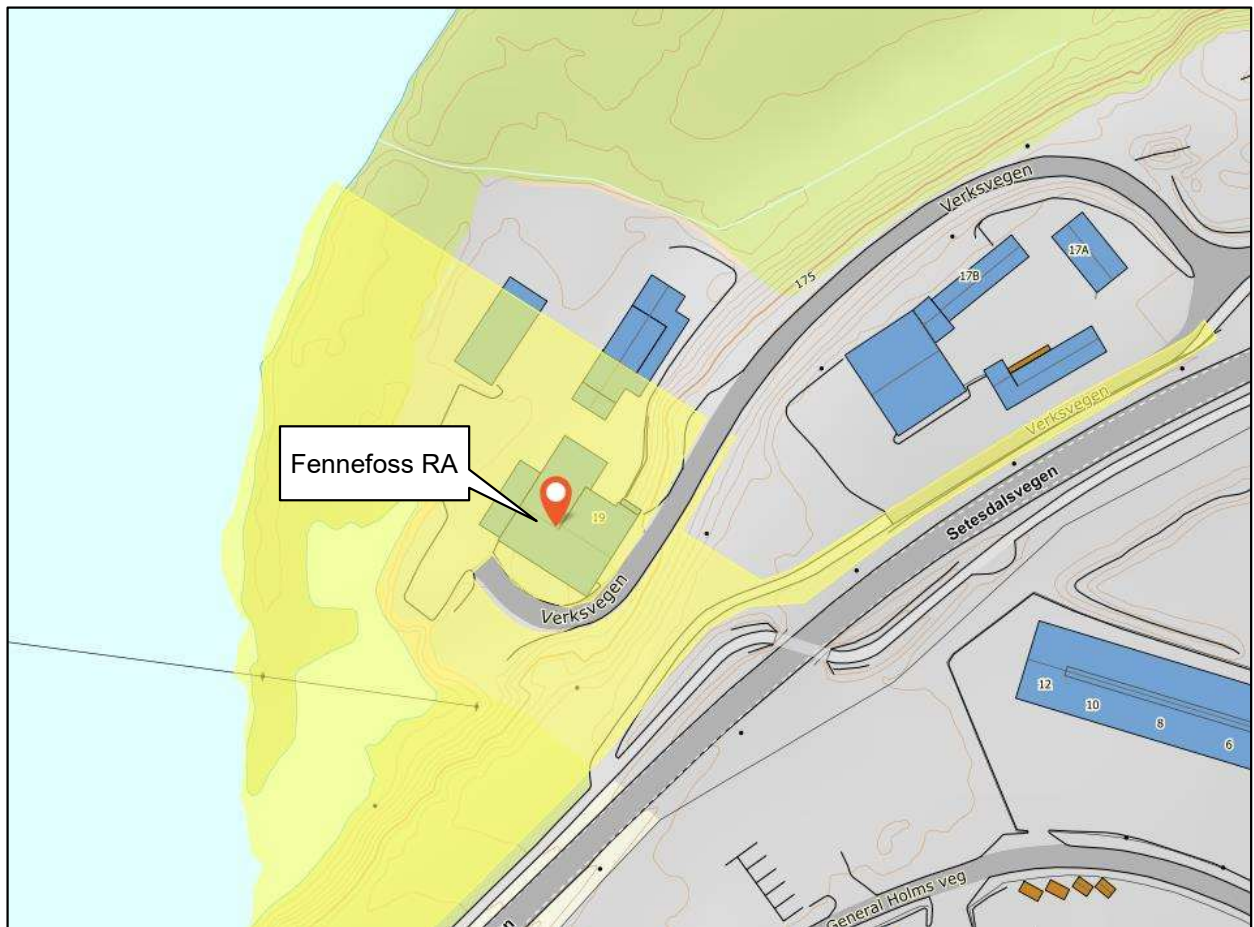 Verksvegen
17A
17B
175
Verksvegen
Fennefoss RA
Setesdalsvegen
19
Verksvegen
12
10
8
6
General Holms veg